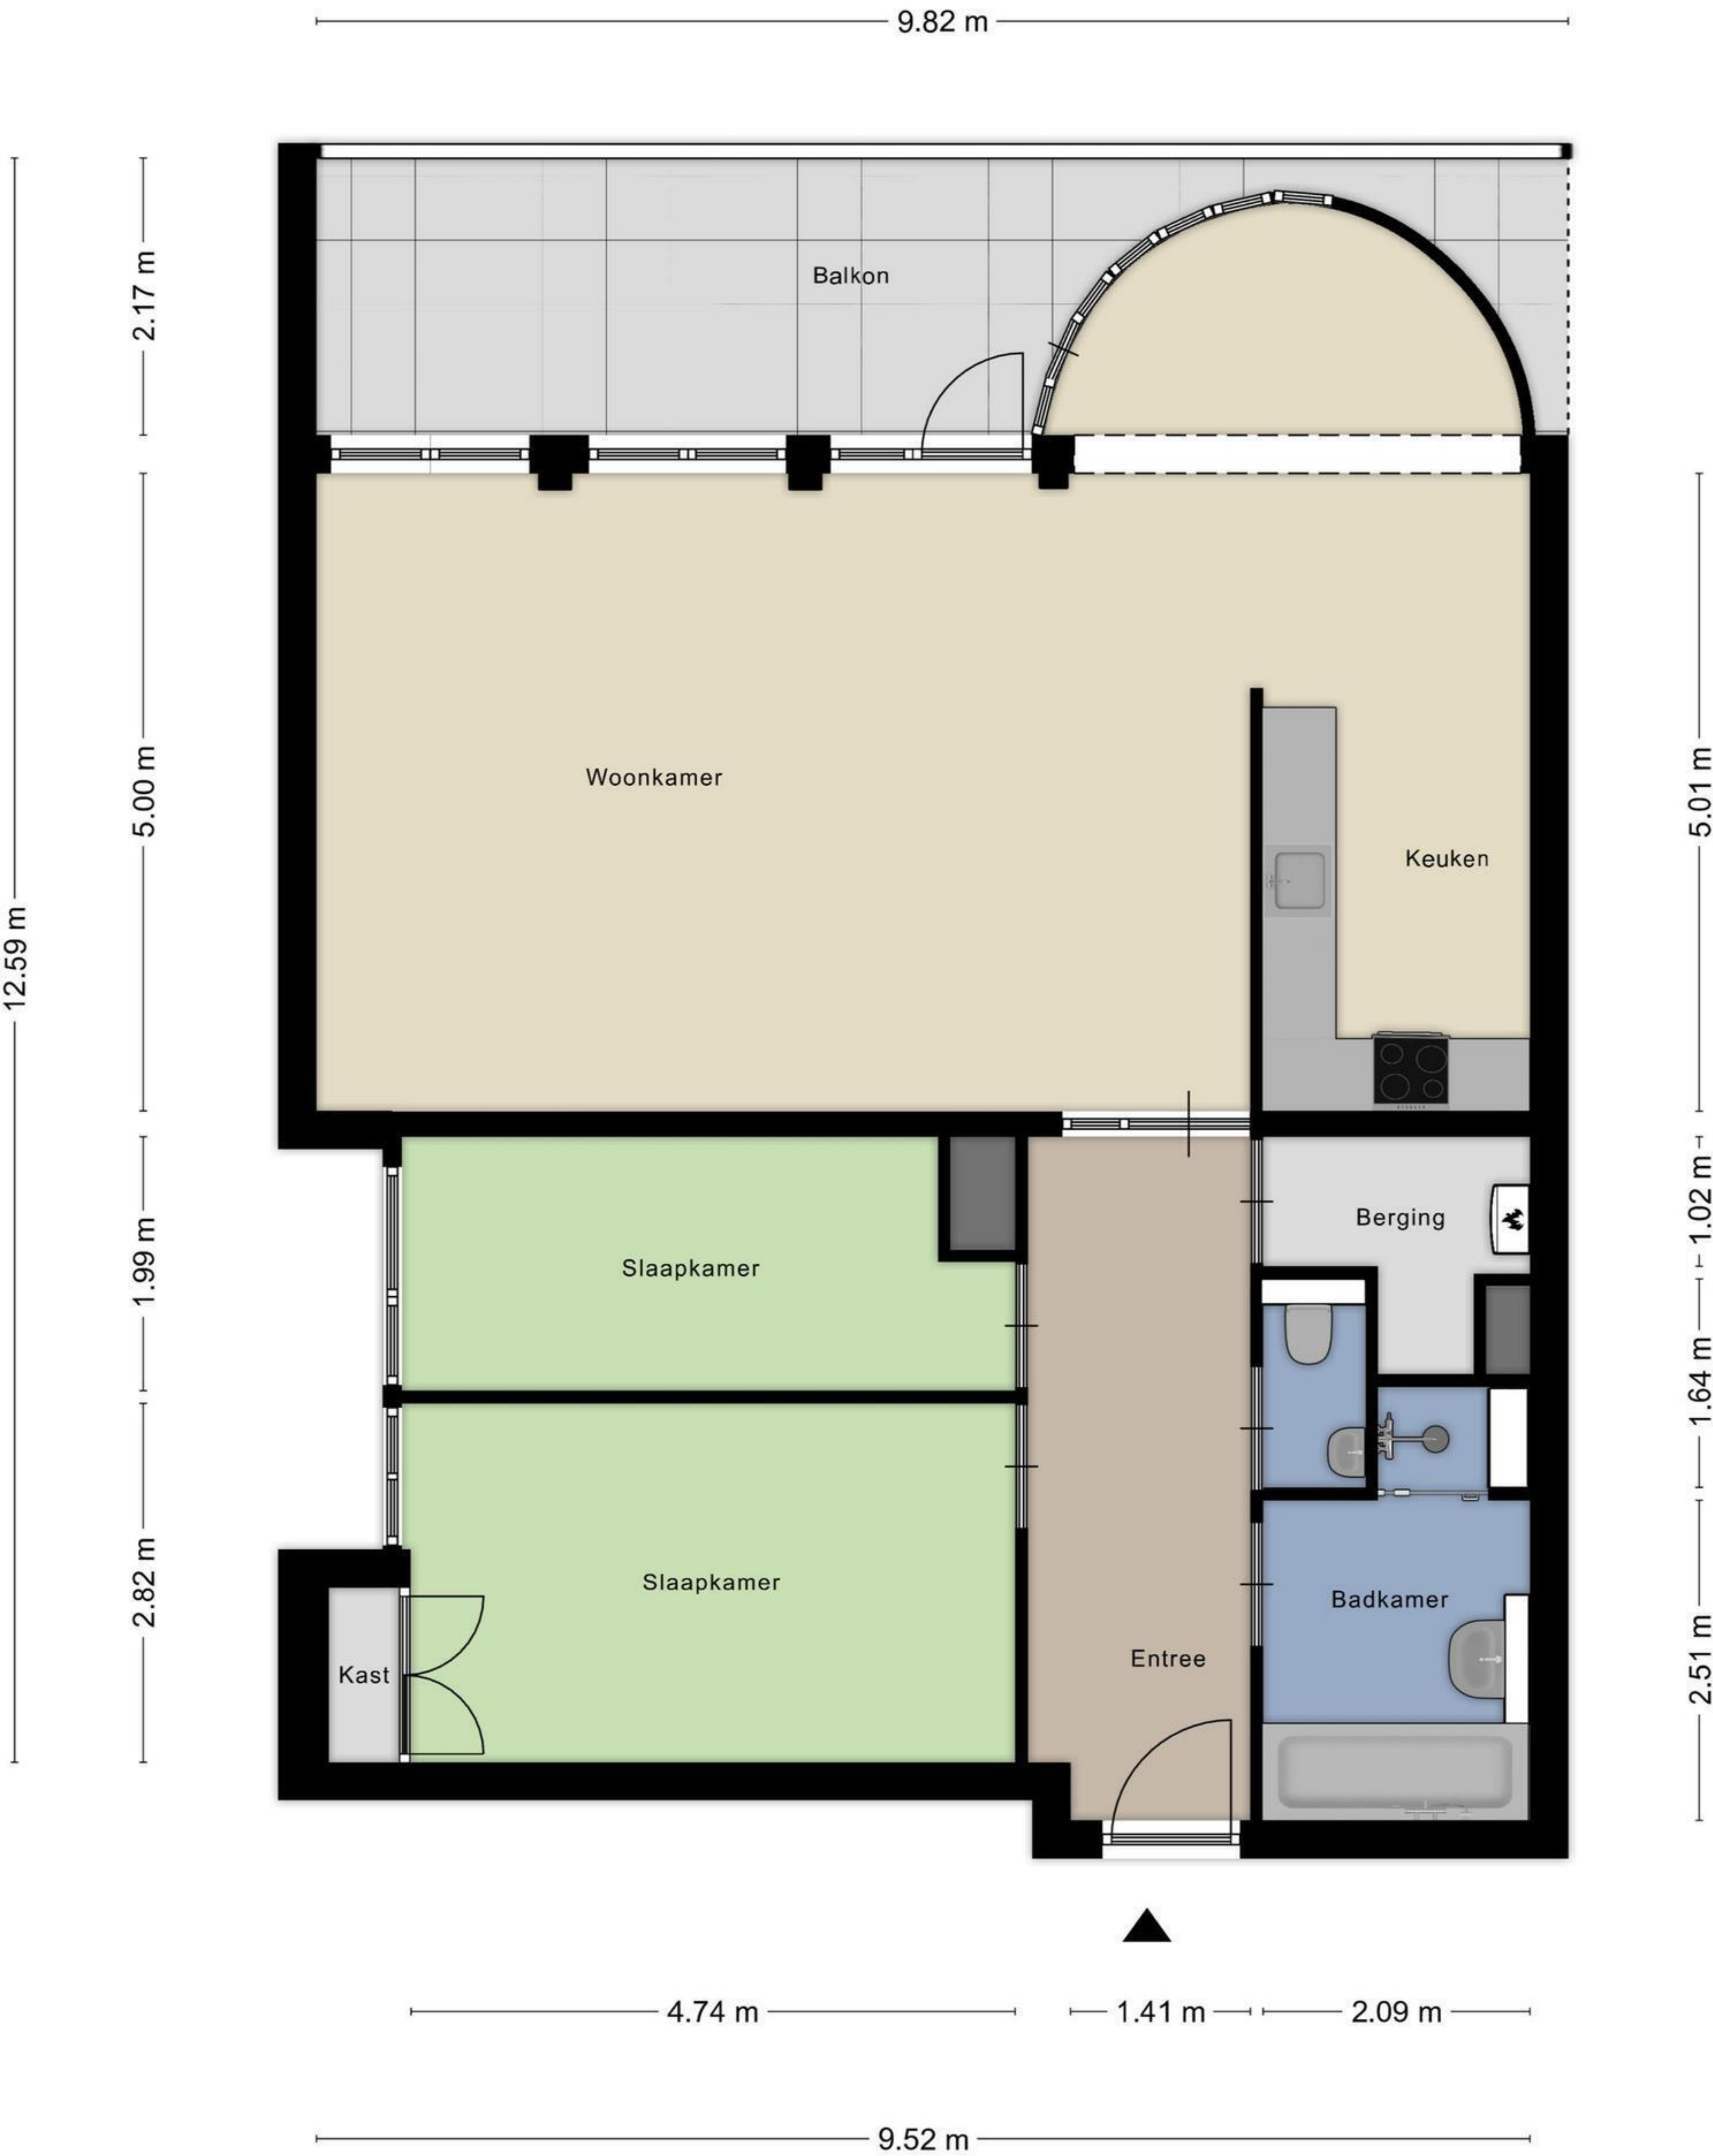 9.82 m
Balkon
2.17 m
Woonkamer
5.00 m
5.01 m
Keuken
12.59 m
Berging
1.02 m
Slaapkamer
1.99 m
1.64 m
Slaapkamer
2.82 m
Badkamer
Kast
Entree
2.51 m
4.74 m
1.41 m
2.09 m
9.52 m